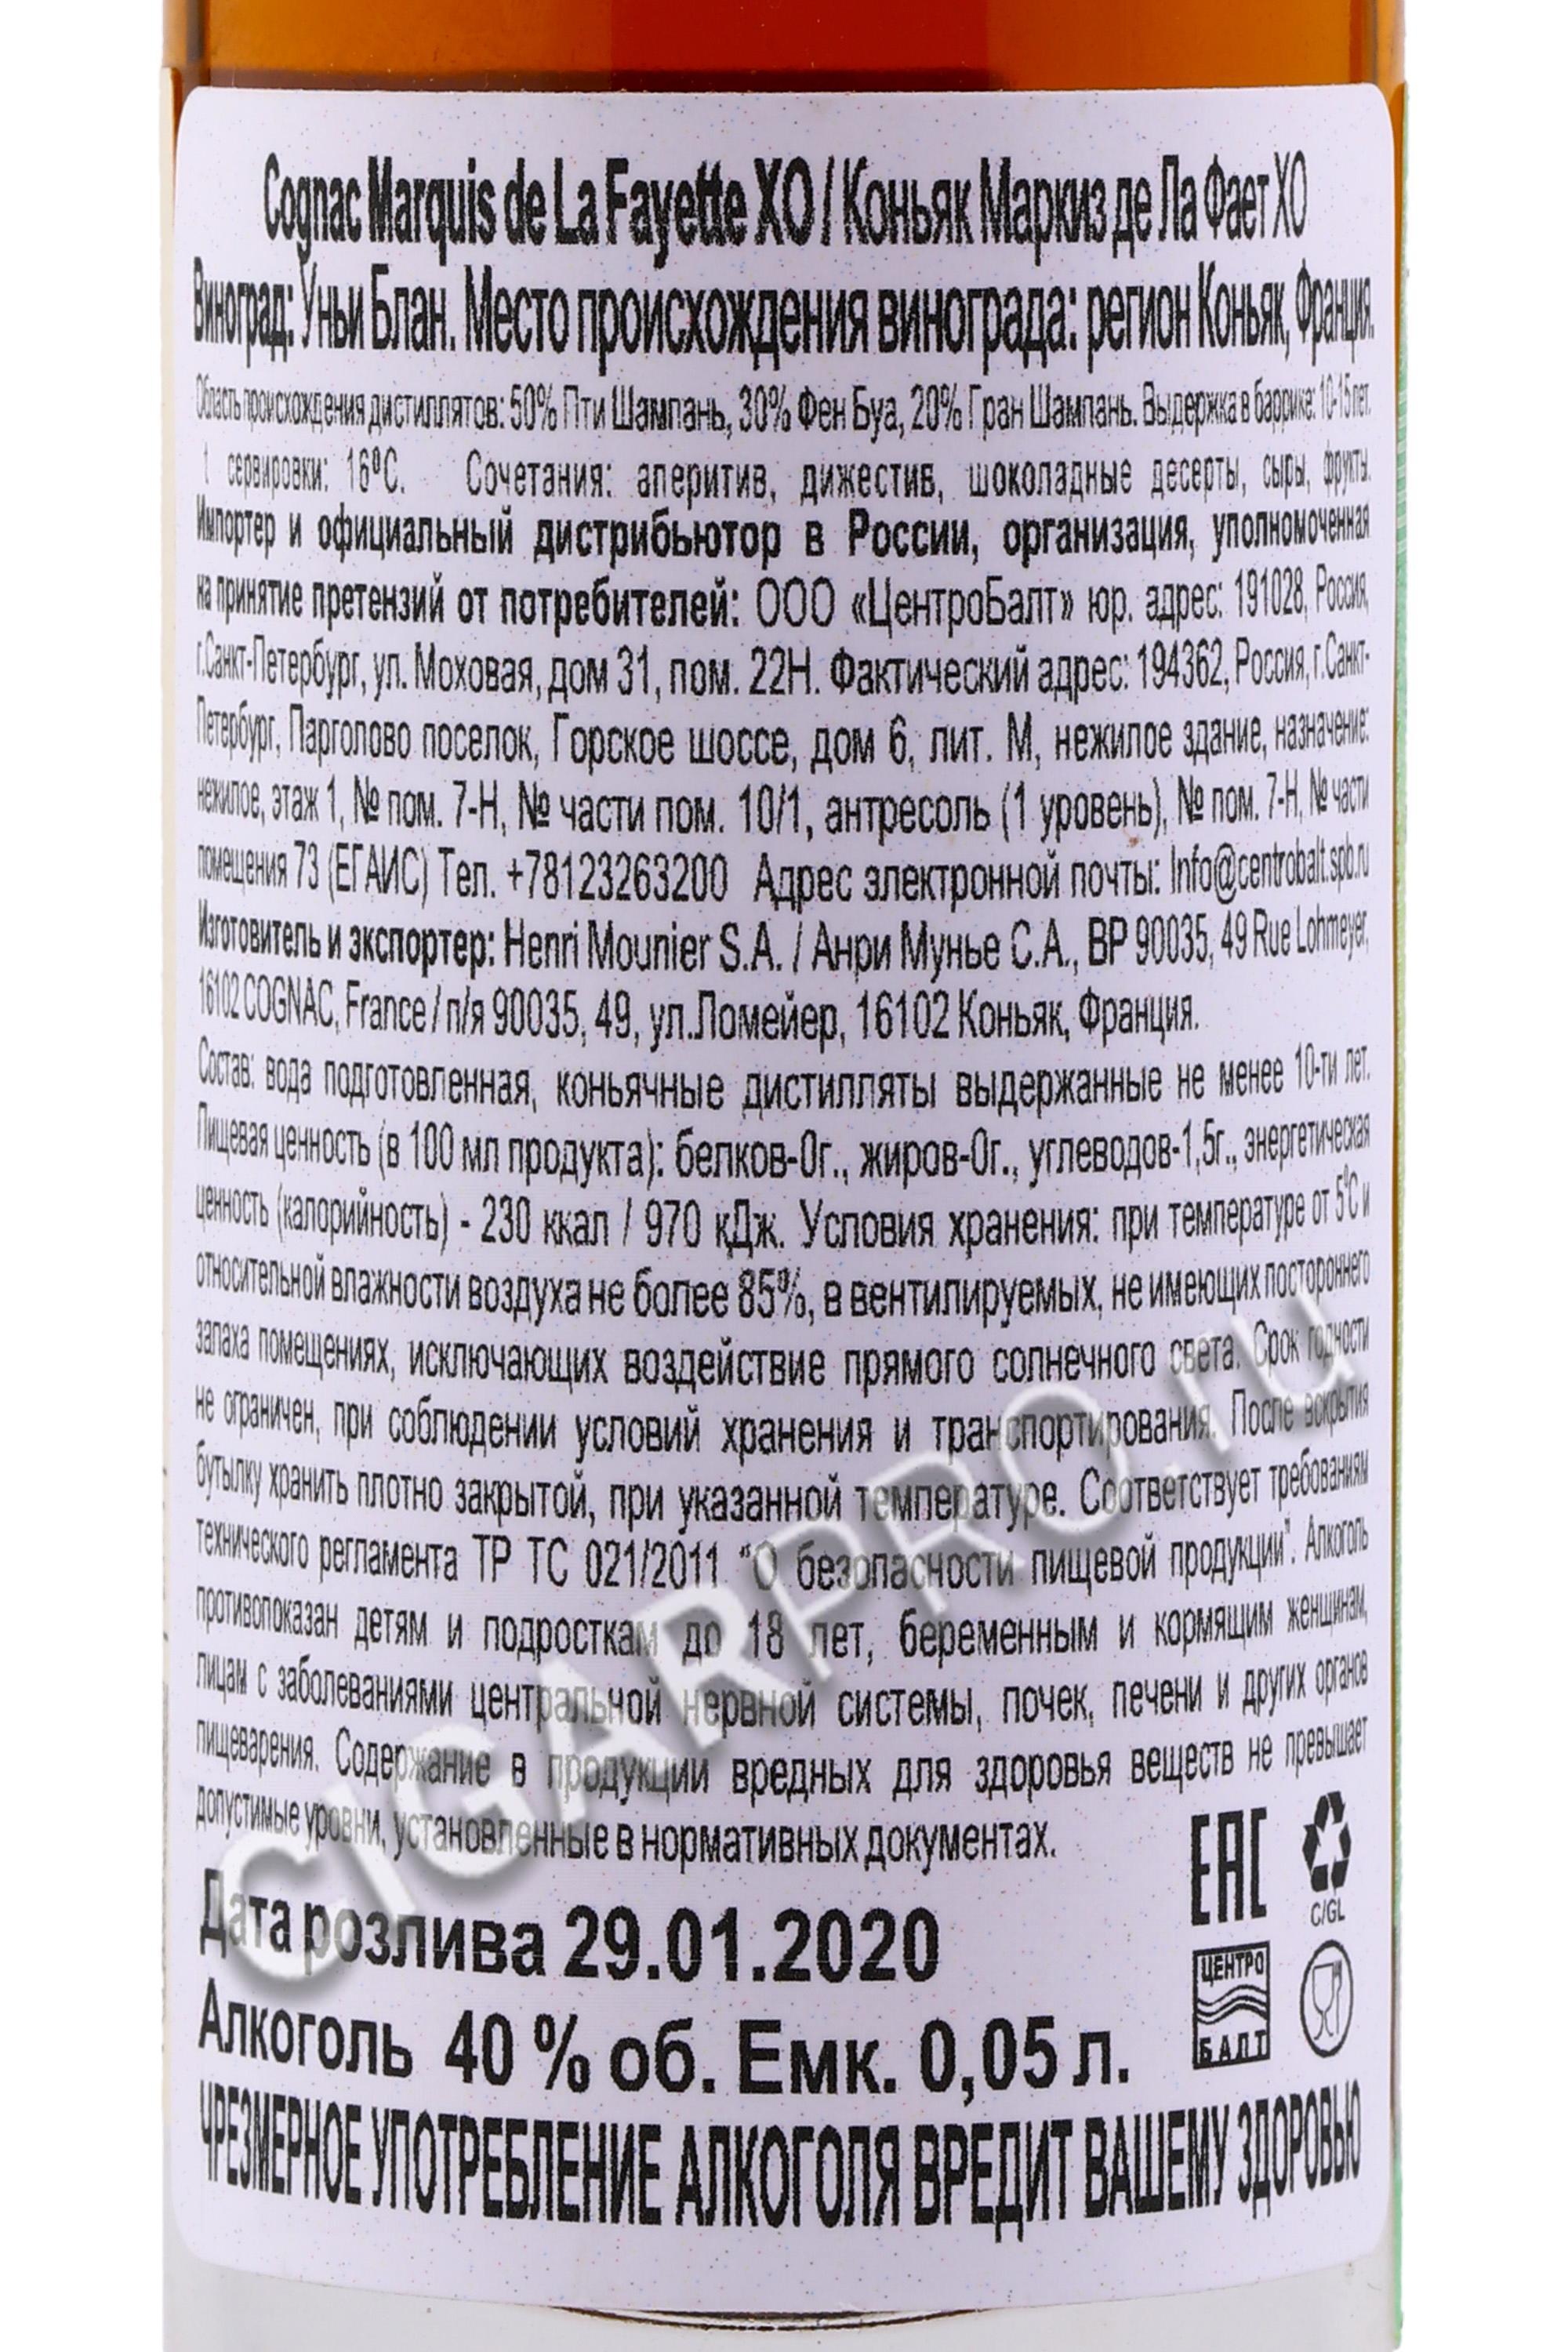 Cognac Marquis de La Fayette XO / Коньяк Маркиз де Ла Фает ХО
Виноград: Уньи Блан. Место происхождения винограда: регион Коньяк, Франция.
Область происхождения дистиллятов: 50% Пти Шампань, 30% Фен Буа, 20% Гран Шампань. Выдержка в баррике: 10-15 лет.
t сервировки: 16⁰С. Сочетания: аперитив, дижестив, шоколадные десерты, сыры, фрукты.
Импортер и официальный дистрибьютор в России, организация, уполномоченная
на принятие претензий от потребителей: ООО «ЦентроБалт» юр. адрес: 191028, Россия,
г.Санкт-Петербург, ул. Моховая, дом 31, пом. 22Н. Фактический адрес: 194362, Россия, г.Санкт-
Петербург, Парголово поселок, Горское шоссе, дом 6, лит. М, нежилое здание, назначение:
нежилое, этаж 1, № пом. 7-Н, № части пом. 10/1, антресоль (1 уровень), № пом. 7-Н, № части
помещения 73 (ЕГАИС) Тел. +78123263200 Адрес электронной почты: Info@centrobalt.spb.ru
Изготовитель и экспортер: Henri Mounier S.A. / Анри Мунье С.А., BP 90035, 49 Rue Lohmeyer,
16102 COGNAC, France / п/я 90035, 49, ул.Ломейер, 16102 Коньяк, Франция.
Состав: вода подготовленная, коньячные дистилляты выдержанные не менее 10-ти лет.
Пищевая ценность (в 100 мл продукта): белков-0г., жиров-0г., углеводов-1,5г., энергетическая
ценность (калорийность) - 230 ккал / 970 кДж. Условия хранения: при температуре от 5⁰С и
относительной влажности воздуха не более 85%, в вентилируемых, не имеющих постороннего
запаха помещениях, исключающих воздействие прямого солнечного света. Срок годности
не ограничен, при соблюдении условий хранения и транспортирования. После вскрытия
бутылку хранить плотно закрытой, при указанной температуре. Соответствует требованиям
технического регламента ТР ТС 021/2011 "О безопасности пищевой продукции". Алкоголь
противопоказан детям и подросткам до 18 лет, беременным и кормящим женщинам,
лицам с заболеваниями центральной нервной системы, почек, печени и других органов
пищеварения. Содержание в продукции вредных для здоровья веществ не превышает
допустимые уровни, установленные в нормативных документах.
EAC
C/GL
Дата розлива 29.01.2020
ЦЕНТРО
БАЛТ
Алкоголь 40 % об. Емк. 0,05 л.
ЧРЕЗМЕРНОЕ УПОТРЕБЛЕНИЕ АЛКОГОЛЯ ВРЕДИТ ВАШЕМУ ЗДОРОВЬЮ
CIGARPRO.ru